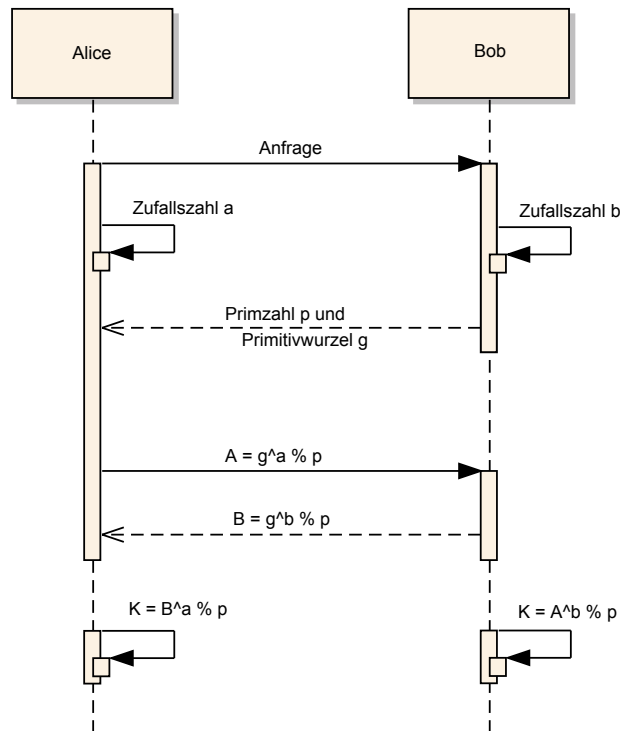 Alice
Bob
Anfrage
Zufallszahl a
Zufallszahl b
Primzahl p und
Primitivwurzel g
A = g^a % p
B = g^b % p
K = B^a % p
K = A^b % p